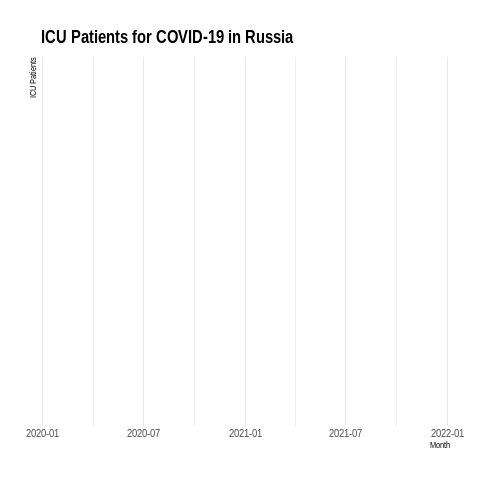 ICU Patients for COVID-19 in Russia
ICU Patients
2020-01 2020-07 2021-01 2021-07 2022-01
Month